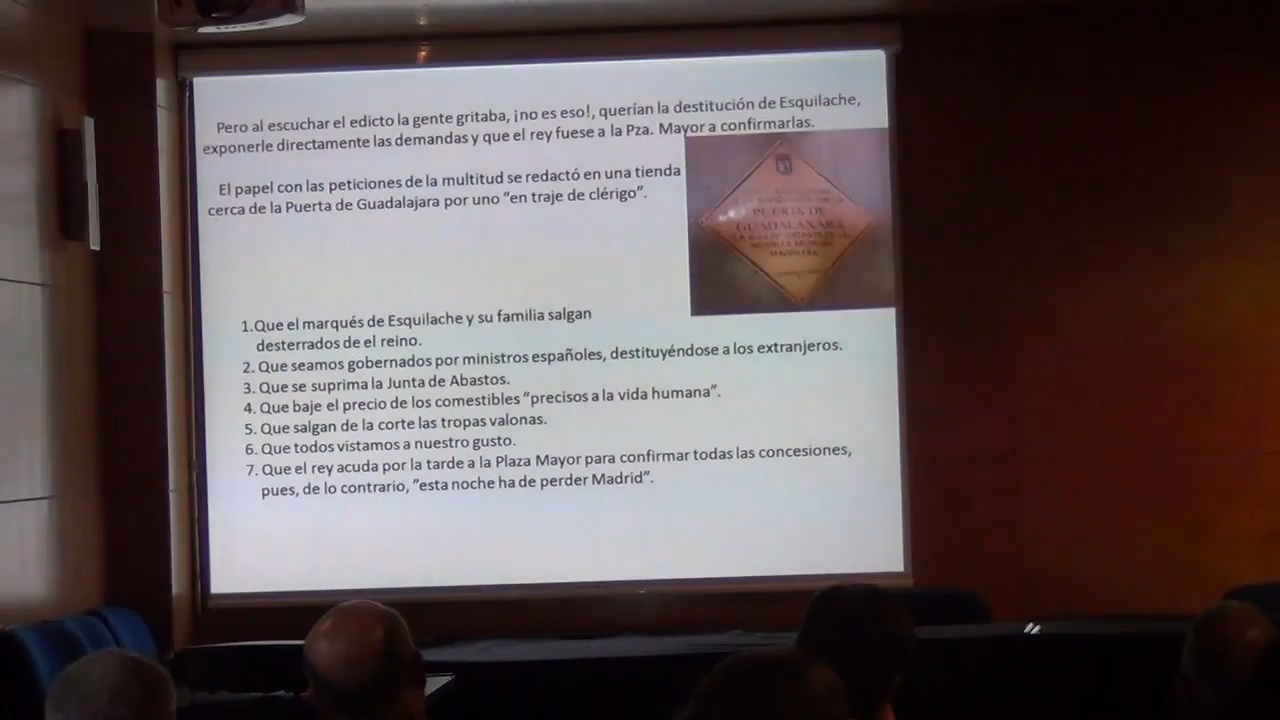 Pero al escuchar el edicto la gente gritaba, ¡no es eso!, querían la destitución de Esquilache,
exponerle directamente las demandas y que el rey fuese a la Pza. Mayor a confirmarlas.
El papel con las peticiones de la multitud se redactó en una tienda
cerca de la Puerta de Guadalajara por uno "en traje de clérigo".
PUERTA DE
GUADALAXARA
1.Que el marqués de Esquilache y su familia salgan
desterrados de el reino.
2. Que seamos gobernados por ministros españoles, destituyéndose a los extranjeros.
3. Que se suprima la Junta de Abastos.
4. Que baje el precio de los comestibles "precisos a la vida humana".
5. Que salgan de la corte las tropas valonas.
6. Que todos vistamos a nuestro gusto.
7. Que el rey acuda por la tarde a la Plaza Mayor para confirmar todas las concesiones,
pues, de lo contrario, "esta noche ha de perder Madrid".